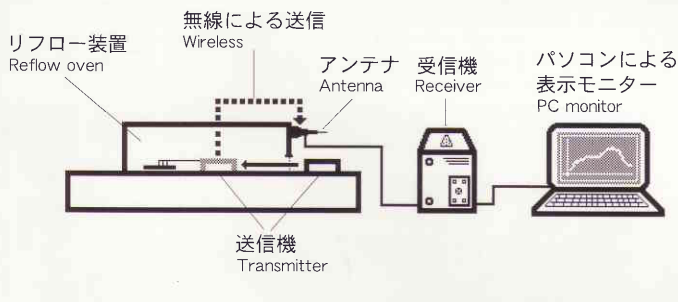 無線による送信
Wireless
リフロー装置
Reflow oven
アンテナ
Antenna
受信機
Receiver
パソコンによる
表示モニター
PC monitor
送信機
Transmitter